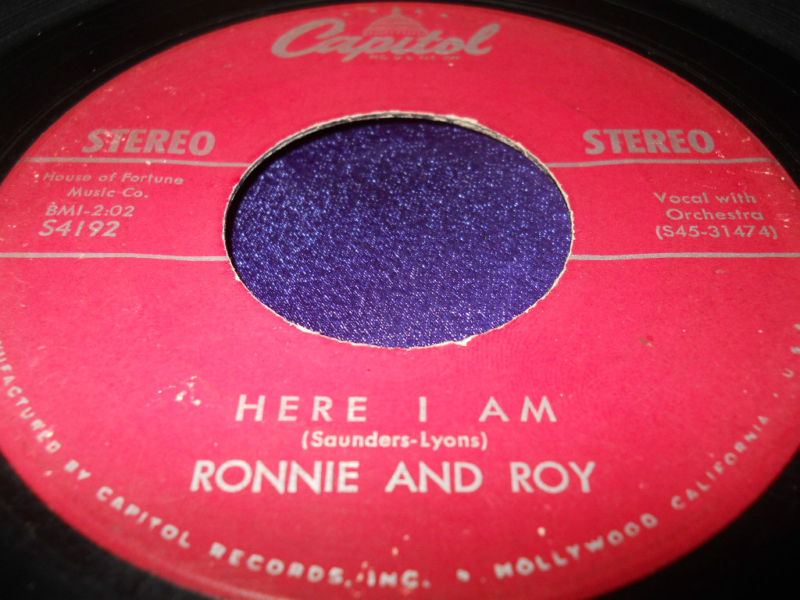 Capitol
STEREO
STEREO
House of Fortune
Music Co.
BMI-2:02
S4192
Vocal with
Orchestra
(S45-31474)
HERE I AM
(Saunders-Lyons)
RONNIE AND ROY
UFACTURED BY CAPITOL RECORDS, INC. • HOLLYWOOD CALIFORNIA, U.S.